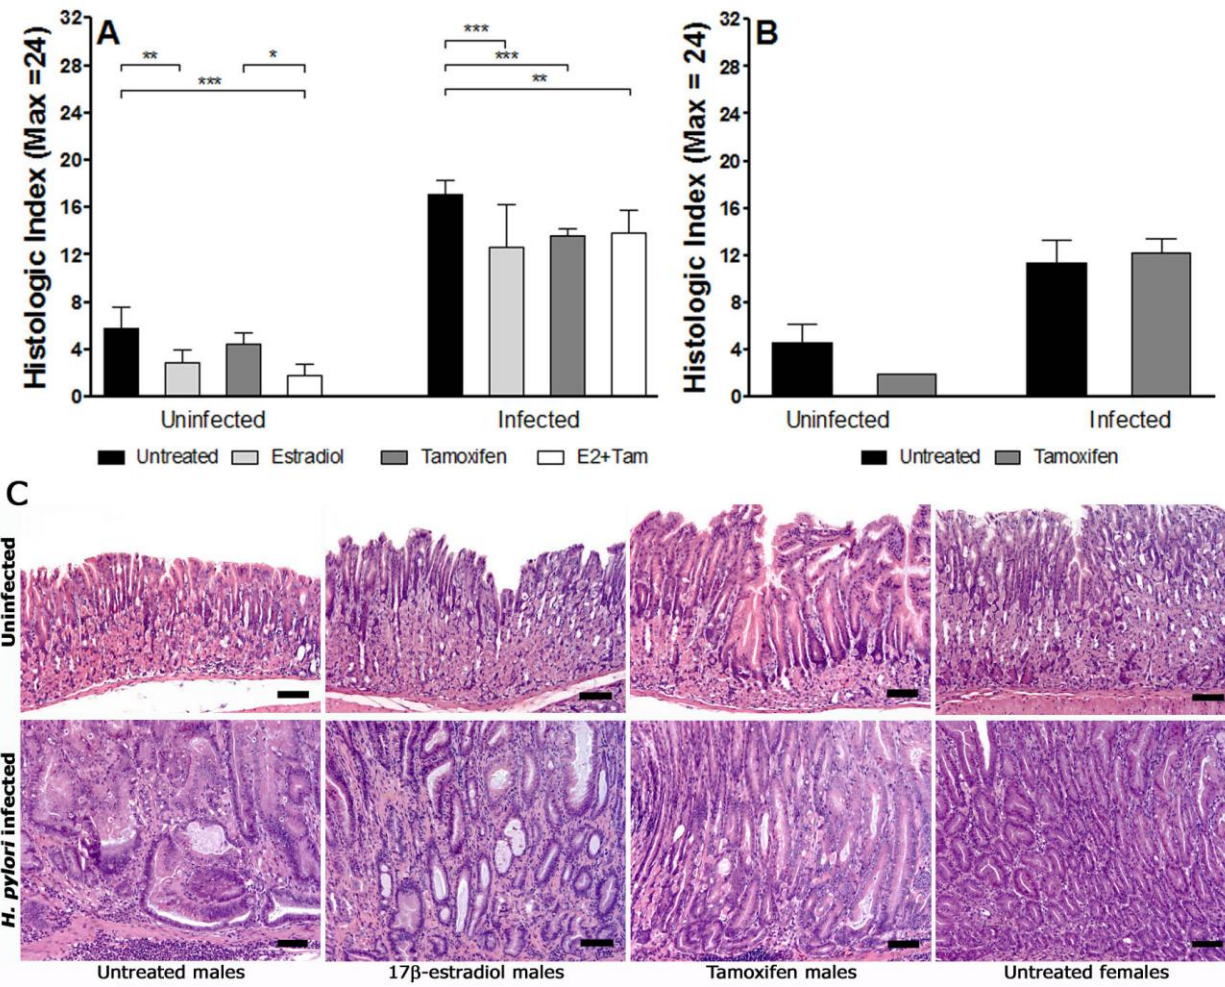 A
Histologic Index (Max =24)
32
28
24
20
16
12
8
4
0
**
*
***
***
***
**
Uninfected
Infected
Untreated
Estradiol
Tamoxifen
E2+Tam
B
Histologic Index (Max = 24)
32
28
24
20
16
12
8
4
0
Uninfected
Infected
Untreated
Tamoxifen
C
Uninfected
H. pylori infected
Untreated males
17β-estradiol males
Tamoxifen males
Untreated females